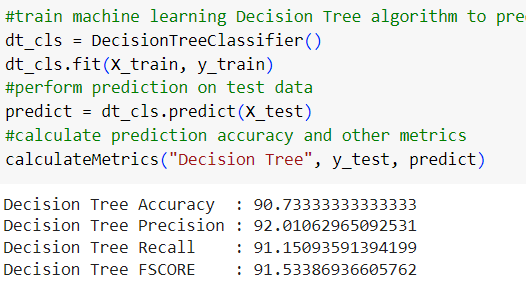 #train machine learning Decision Tree algorithm to pre
dt_cls = DecisionTreeClassifier()
dt_cls.fit(X_train, y_train)
#perform prediction on test data
predict = dt_cls.predict(X_test)
#calculate prediction accuracy and other metrics
calculateMetrics("Decision Tree", y_test, predict)
Decision Tree Accuracy  : 90.73333333333333
Decision Tree Precision : 92.01062965092531
Decision Tree Recall    : 91.15093591394199
Decision Tree FSCORE    : 91.53386936605762